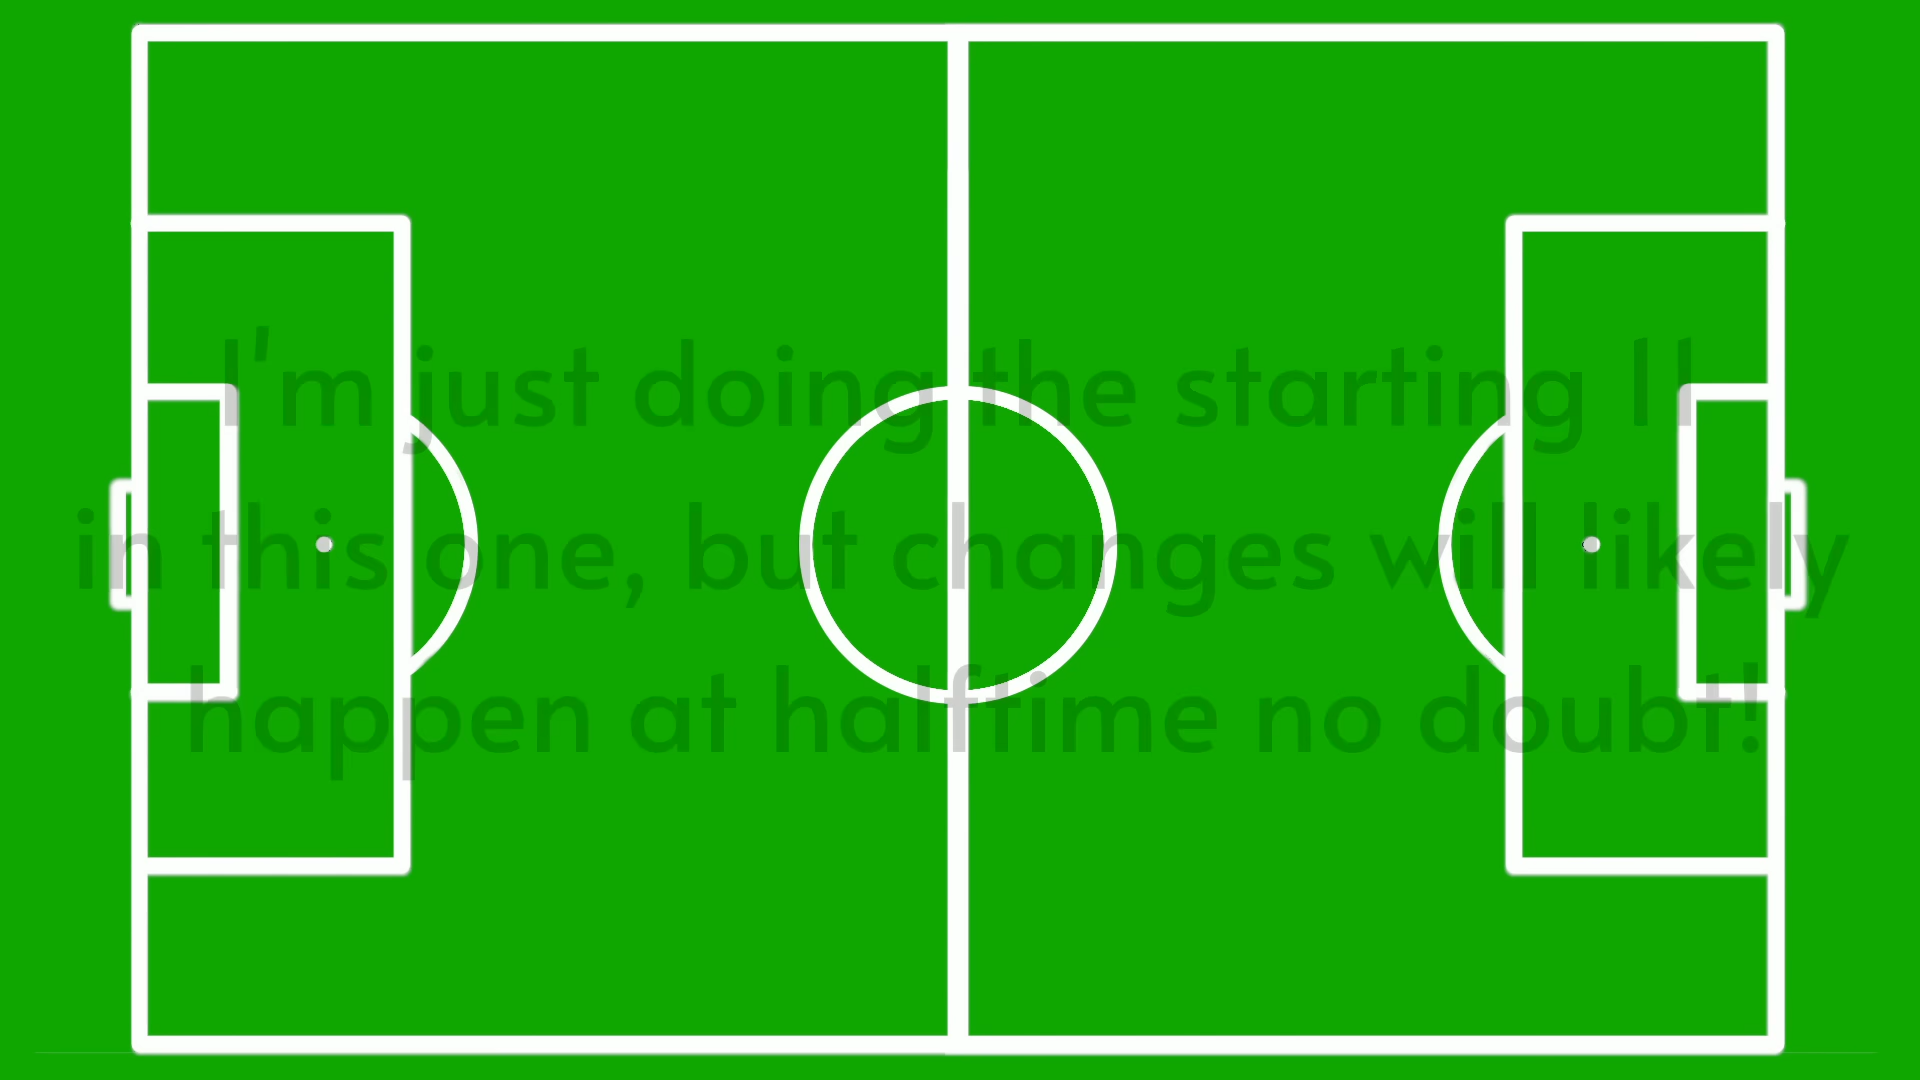 I'm just doing the starting 11
in this one, but changes will likely
happen at halftime no doubt!